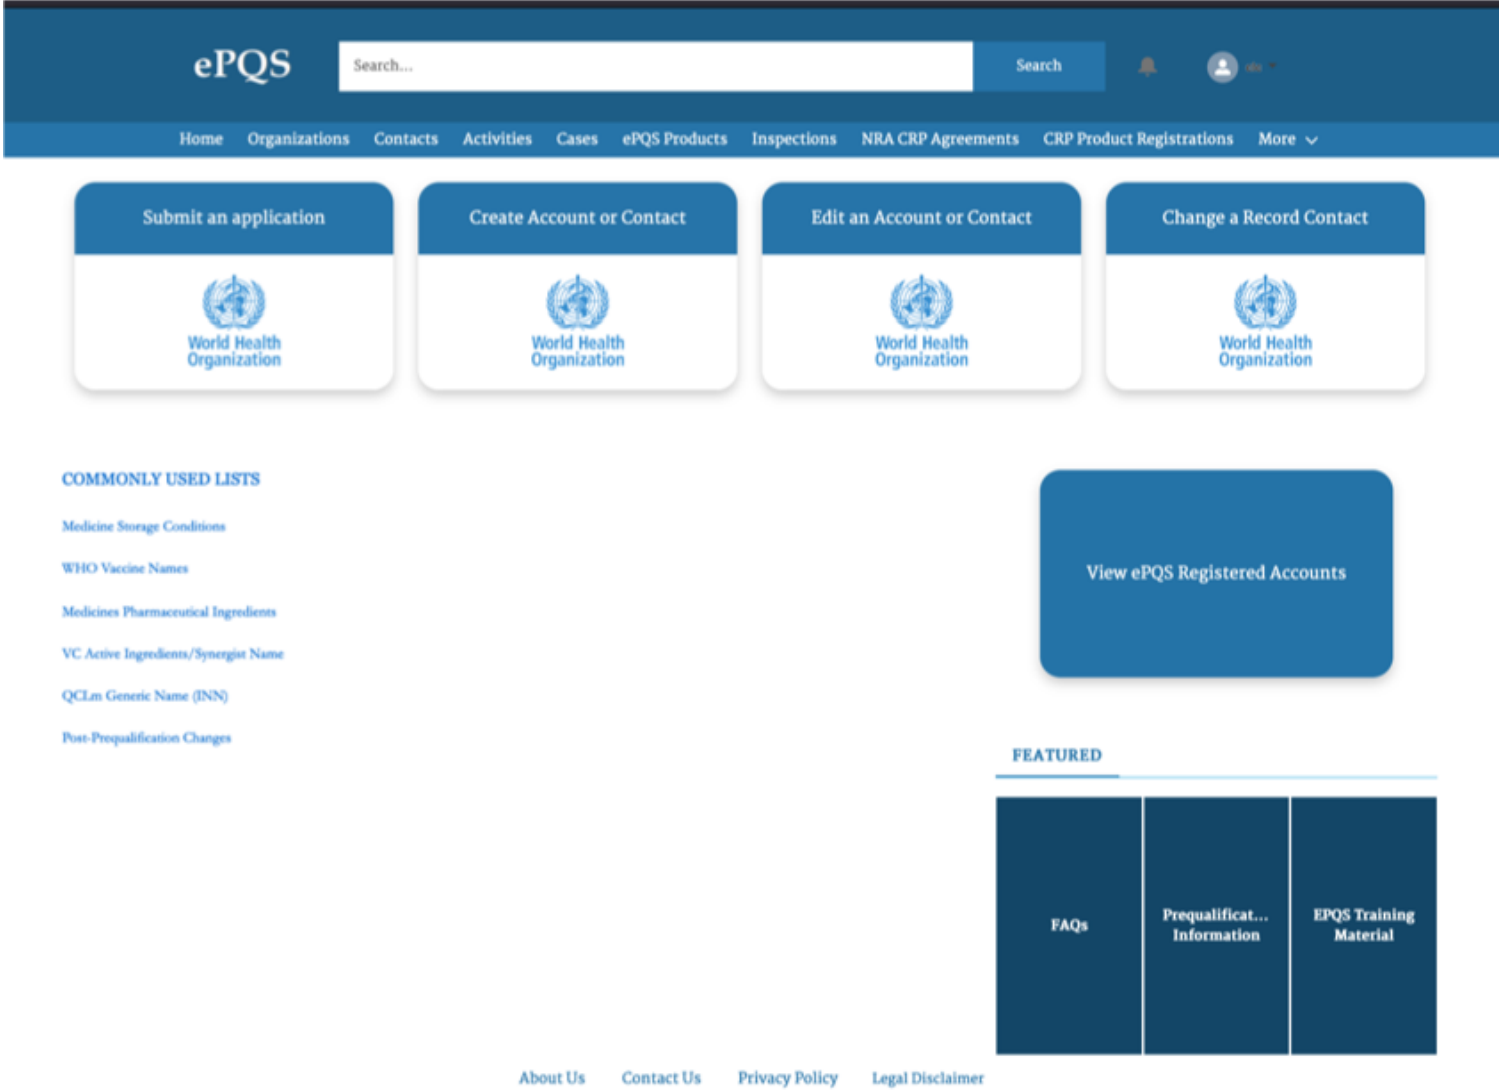 ePQS
Search...
Search
Home Organizations Contacts Activities Cases ePQS Products Inspections NRA CRP Agreements CRP Product Registrations More
Submit an application
Create Account or Contact
Edit an Account or Contact
Change a Record Contact
World Health
Organization
World Health
Organization
World Health
Organization
World Health
Organization
COMMONLY USED LISTS
Medicine Storage Conditions
WHO Vaccine Names
Medicines Pharmaceutical Ingredients
VC Active Ingredients/Synergist Name
QCLm Generic Name (INN)
Post-Prequalification Changes
View ePQS Registered Accounts
FEATURED
FAQs
Prequalificat...
Information
EPQS Training
Material
About Us Contact Us Privacy Policy Legal Disclaimer